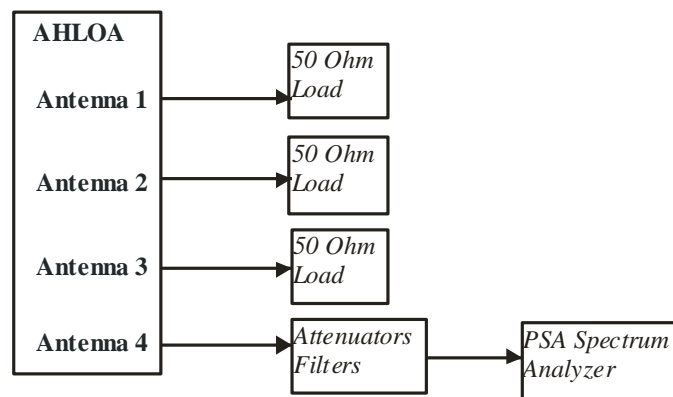 AHLOA
50 Ohm
Load
Antenna 1
50 Ohm
Load
Antenna 2
50 Ohm
Load
Antenna 3
Antenna 4
Attenuators
Filters
PSA Spectrum
Analyzer